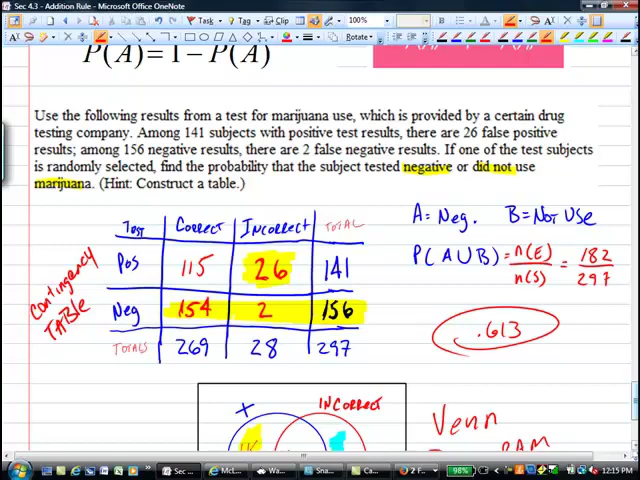 Sec 4.3 - Addition Rule - Microsoft Office OneNote
Task
100%
Rotate
P(A) = 1 − P(A)
Use the following results from a test for marijuana use, which is provided by a certain drug
testing company. Among 141 subjects with positive test results, there are 26 false positive
results; among 156 negative results, there are 2 false negative results. If one of the test subjects
is randomly selected, find the probability that the subject tested negative or did not use
marijuana. (Hint: Construct a table.)
TEST CORRECT INCORRECT TOTAL
POS 115 26 141
Neg 154 2 156
TOTALS 269 28 297
Contingency
TABLE
A = Neg. B = Not Use
P(A ∪ B) = n(E)/n(S) = 182/297
.613
+ INCORRECT
Venn
98%
12:15 PM